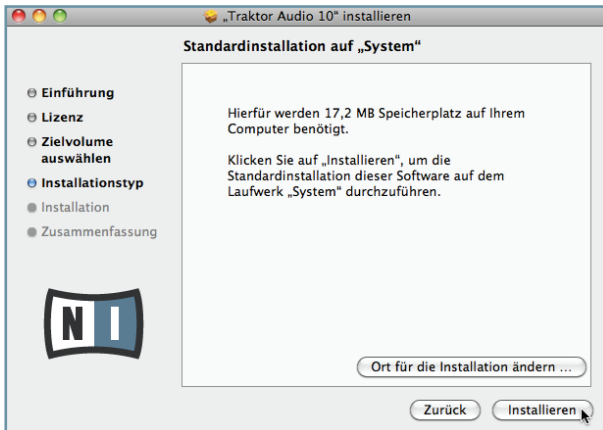 „Traktor Audio 10“ installieren
Standardinstallation auf „System“
Einführung
Lizenz
Zielvolume
auswählen
Installationstyp
Installation
Zusammenfassung
Hierfür werden 17,2 MB Speicherplatz auf Ihrem
Computer benötigt.
Klicken Sie auf „Installieren“, um die
Standardinstallation dieser Software auf dem
Laufwerk „System“ durchzuführen.
NI
Ort für die Installation ändern ...
Zurück
Installieren